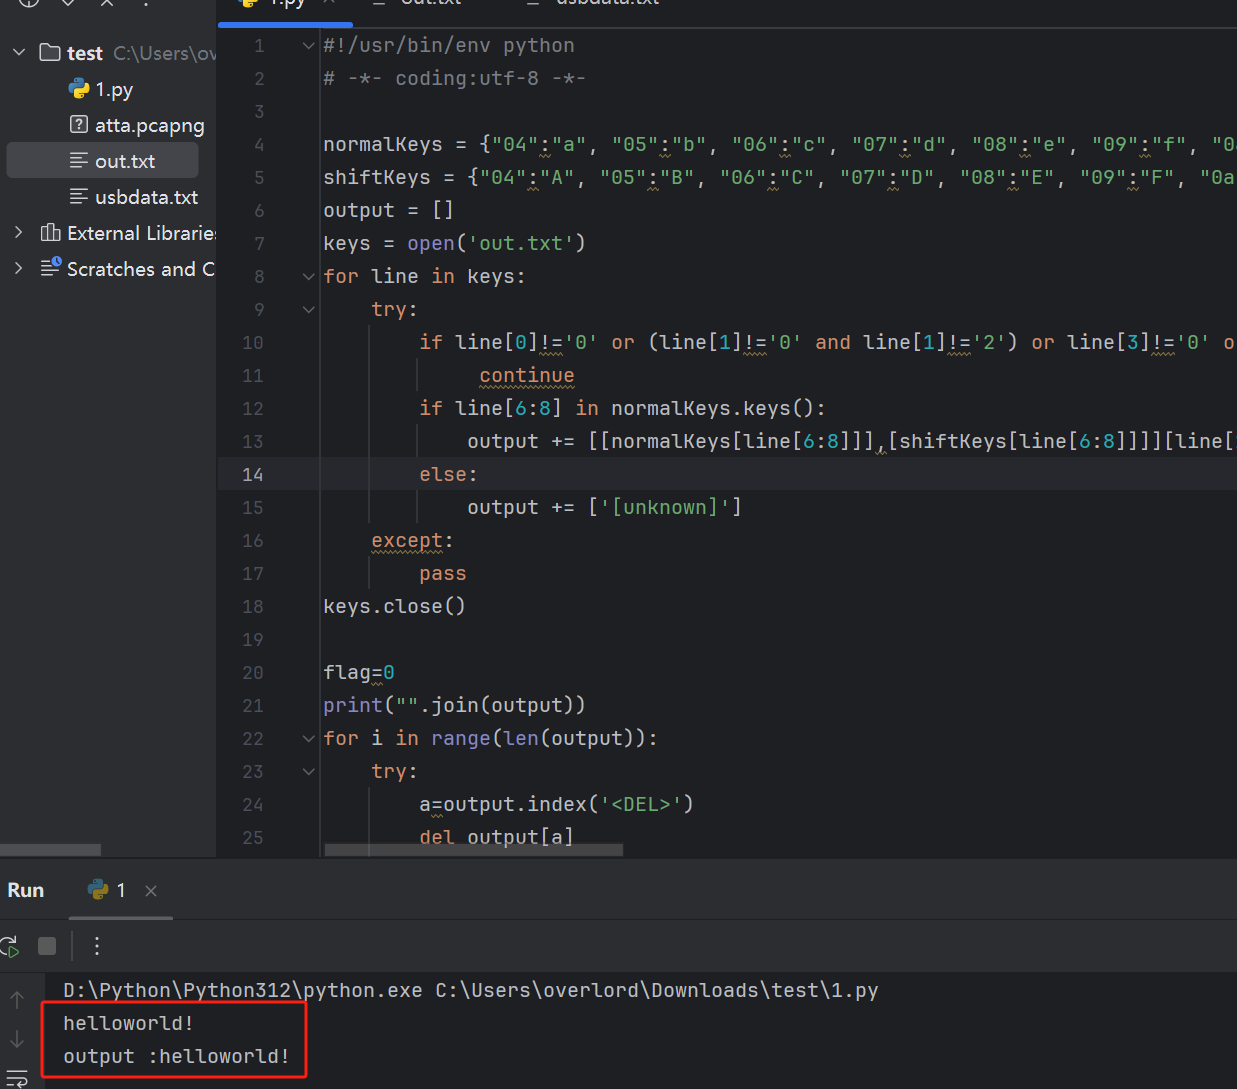 1.py
out.txt
usbdata.txt
test C:\Users\ov
1.py
atta.pcapng
out.txt
usbdata.txt
External Libraries
Scratches and C
1 #!/usr/bin/env python
2 # -*- coding:utf-8 -*-
3
4 normalKeys = {"04":"a", "05":"b", "06":"c", "07":"d", "08":"e", "09":"f", "0
5 shiftKeys = {"04":"A", "05":"B", "06":"C", "07":"D", "08":"E", "09":"F", "0a
6 output = []
7 keys = open('out.txt')
8 for line in keys:
9 try:
10 if line[0]!='0' or (line[1]!='0' and line[1]!='2') or line[3]!='0' o
11 continue
12 if line[6:8] in normalKeys.keys():
13 output += [[normalKeys[line[6:8]]],[shiftKeys[line[6:8]]]][line[
14 else:
15 output += ['[unknown]']
16 except:
17 pass
18 keys.close()
19
20 flag=0
21 print("".join(output))
22 for i in range(len(output)):
23 try:
24 a=output.index('<DEL>')
25 del output[a]
Run 1
D:\Python\Python312\python.exe C:\Users\overlord\Downloads\test\1.py
helloworld!
output :helloworld!